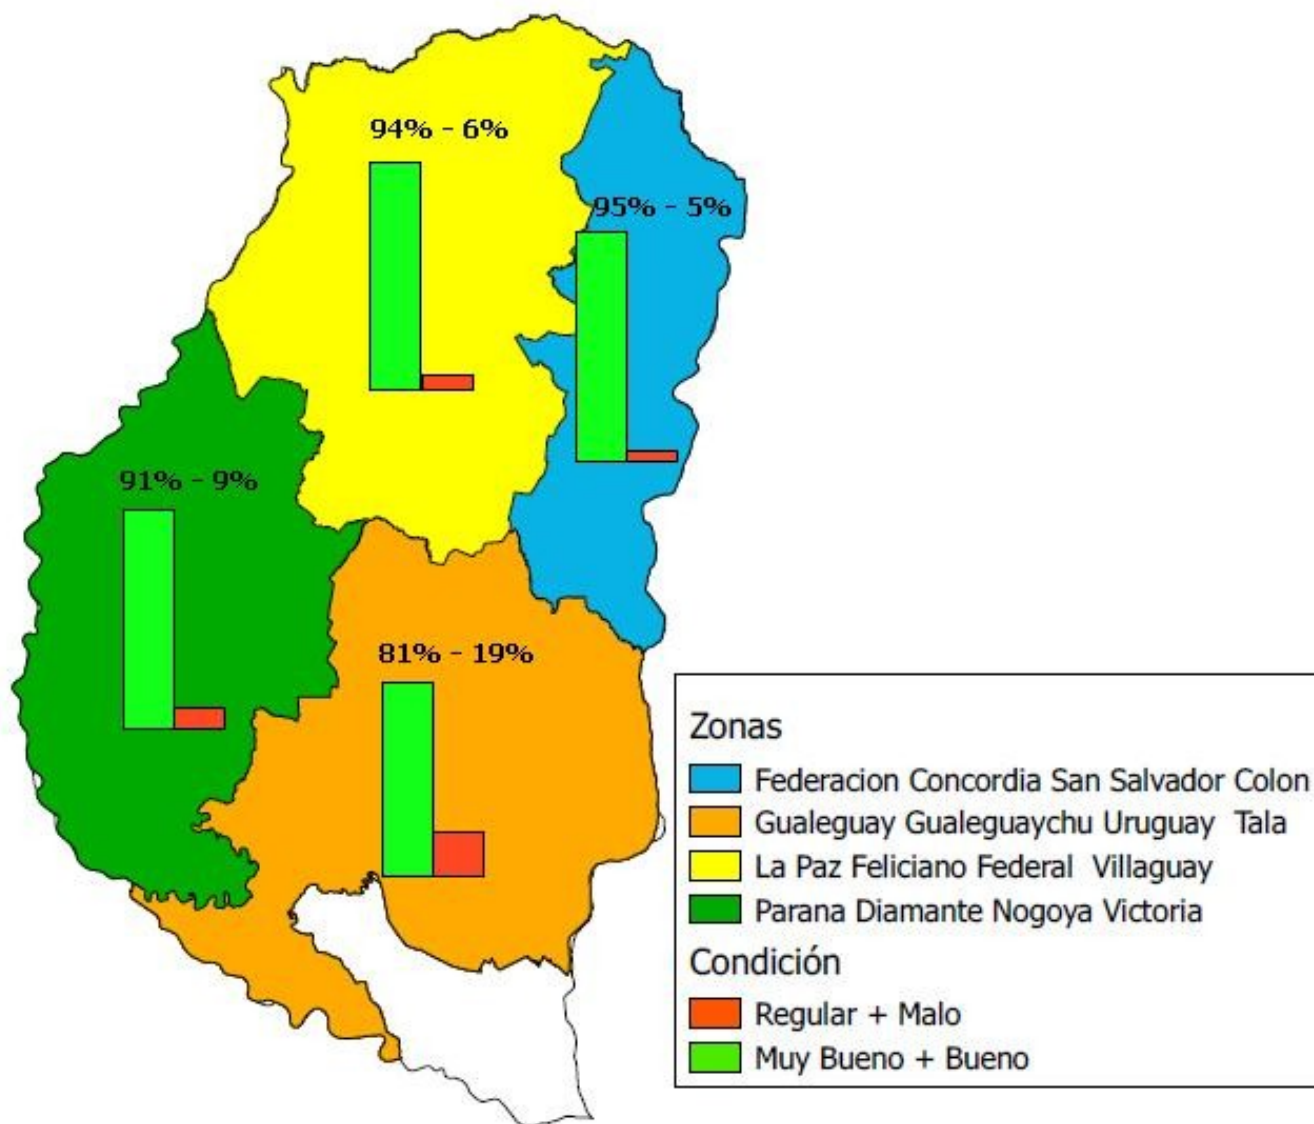 94% - 6%
95% - 5%
91% - 9%
81% - 19%
Zonas
Federacion Concordia San Salvador Colon
Gualeguay Gualeguaychu Uruguay  Tala
La Paz Feliciano Federal  Villaguay
Parana Diamante Nogoya Victoria
Condición
Regular + Malo
Muy Bueno + Bueno